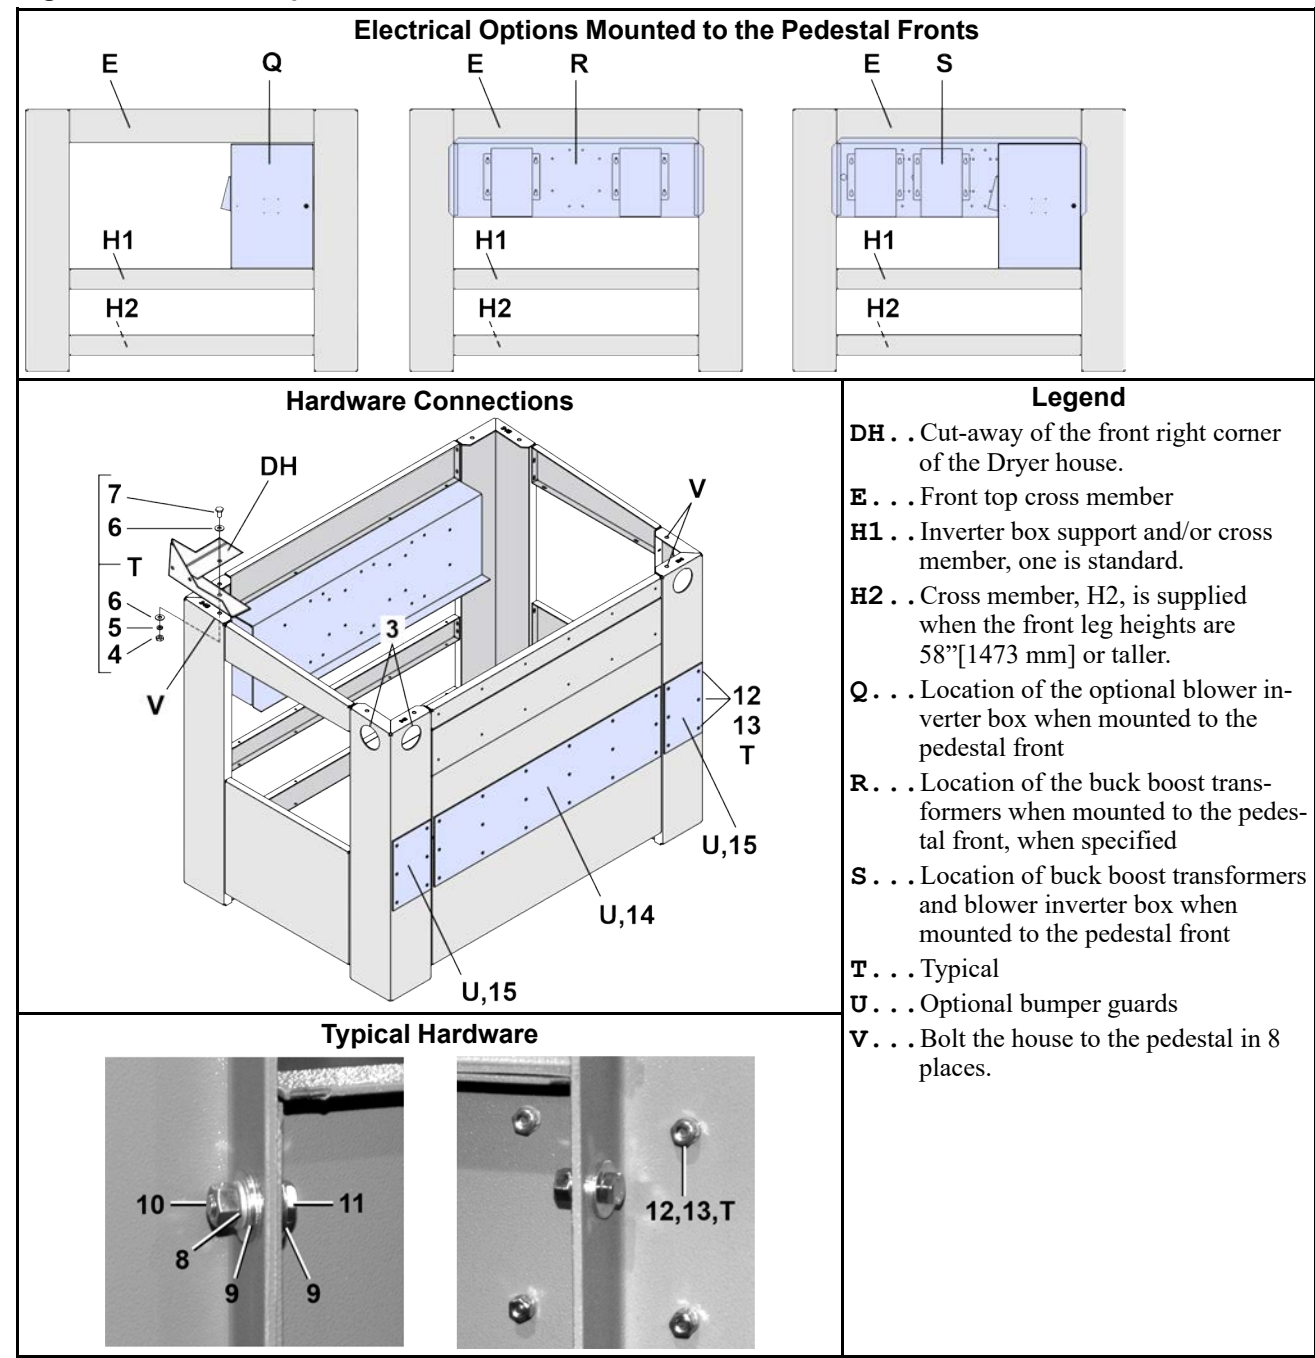 Electrical Options Mounted to the Pedestal Fronts
E Q E R E S
H1 H1 H1
H2 H2 H2
Hardware Connections
DH
7
6
T
6
5
4
V
3
V
12
13
T
U,15
U,14
U,15
Typical Hardware
10
11
8
9
9
12,13,T
Legend
DH..Cut-away of the front right corner
of the Dryer house.
E...Front top cross member
H1..Inverter box support and/or cross
member, one is standard.
H2..Cross member, H2, is supplied
when the front leg heights are
58”[1473 mm] or taller.
Q...Location of the optional blower in-
verter box when mounted to the
pedestal front
R...Location of the buck boost trans-
formers when mounted to the pedes-
tal front, when specified
S...Location of buck boost transformers
and blower inverter box when
mounted to the pedestal front
T...Typical
U...Optional bumper guards
V...Bolt the house to the pedestal in 8
places.